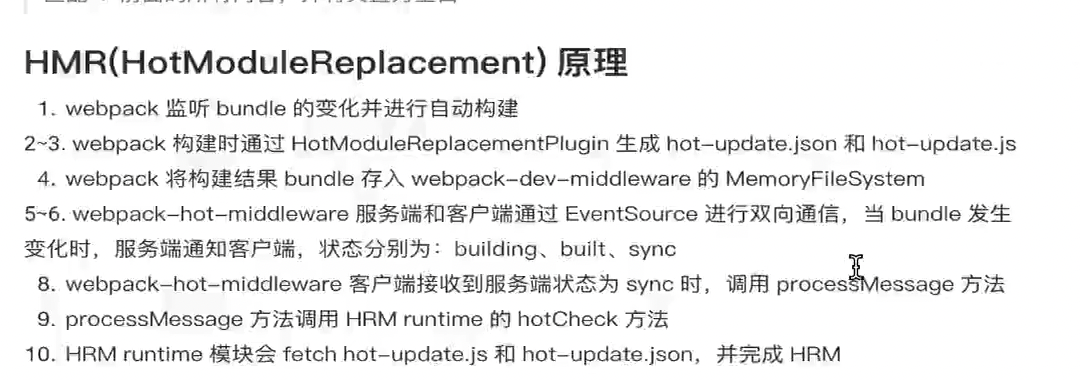 HMR(HotModuleReplacement) 原理
1. webpack 监听 bundle 的变化并进行自动构建
2~3. webpack 构建时通过 HotModuleReplacementPlugin 生成 hot-update.json 和 hot-update.js
4. webpack 将构建结果 bundle 存入 webpack-dev-middleware 的 MemoryFileSystem
5~6. webpack-hot-middleware 服务端和客户端通过 EventSource 进行双向通信，当 bundle 发生
变化时，服务端通知客户端，状态分别为：building、built、sync
8. webpack-hot-middleware 客户端接收到服务端状态为 sync 时，调用 processMessage 方法
9. processMessage 方法调用 HRM runtime 的 hotCheck 方法
10. HRM runtime 模块会 fetch hot-update.js 和 hot-update.json，并完成 HRM